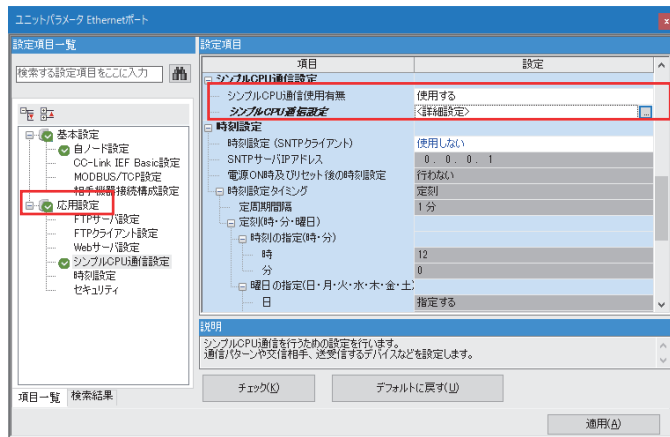 ユニットパラメータ Ethernetポート
設定項目一覧
検索する設定項目をここに入力
基本設定
自ノード設定
CC-Link IEF Basic設定
MODBUS/TCP設定
相手機器接続構成設定
応用設定
FTPサーバ設定
FTPクライアント設定
Webサーバ設定
シンプルCPU通信設定
時刻設定
セキュリティ
項目一覧 検索結果
設定項目
項目 設定
シンプルCPU通信設定
シンプルCPU通信使用有無 使用する
シンプルCPU通信設定 <詳細設定>
時刻設定
時刻設定 (SNTPクライアント) 使用しない
SNTPサーバIPアドレス 0. 0. 0. 1
電源ON時及びリセット後の時刻設定 行わない
時刻設定タイミング 定刻
定周期間隔 1 分
定刻(時・分・曜日)
時刻の指定(時・分)
時 12
分 0
曜日の指定(日・月・火・水・木・金・土)
日 指定する
説明
シンプルCPU通信を行うための設定を行います。
通信パターンや交信相手、送受信するデバイスなどを設定します。
チェック(K) デフォルトに戻す(U)
適用(A)